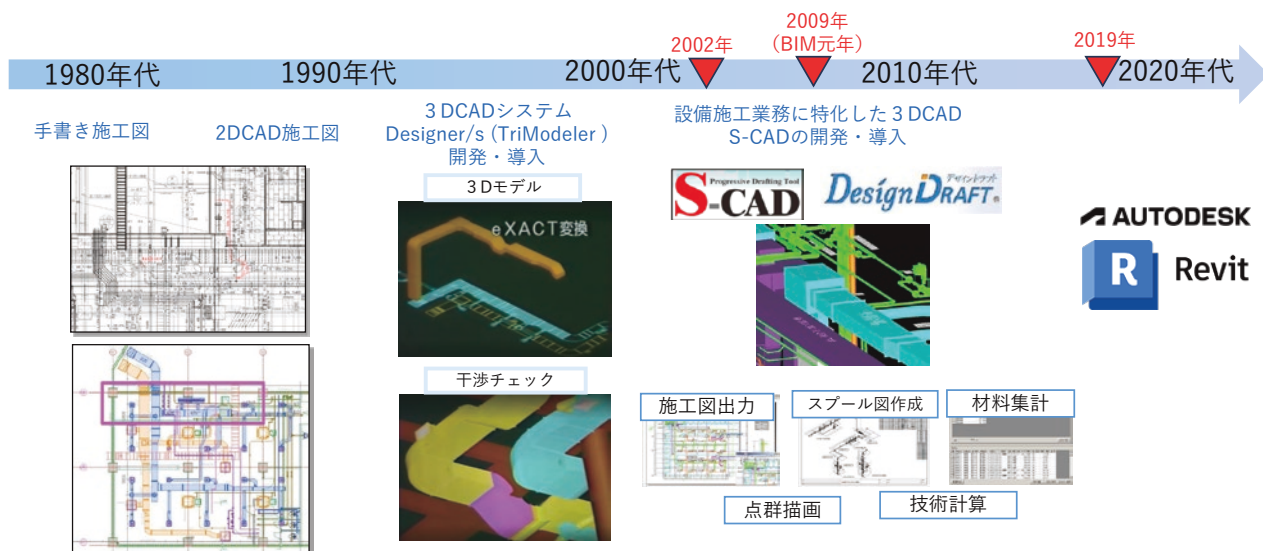 2002年
2009年
（BIM元年）
2019年
1980年代
1990年代
2000年代
2010年代
2020年代
手書き施工図
2DCAD施工図
３DCADシステム
Designer/s (TriModeler )
開発・導入
設備施工業務に特化した３DCAD
S-CADの開発・導入
３Dモデル
eXACT変換
干渉チェック
Progressive Drafting Tool
S-CAD
デザインドラフト
DesignDRAFT®
AUTODESK
R Revit
施工図出力
スプール図作成
材料集計
点群描画
技術計算